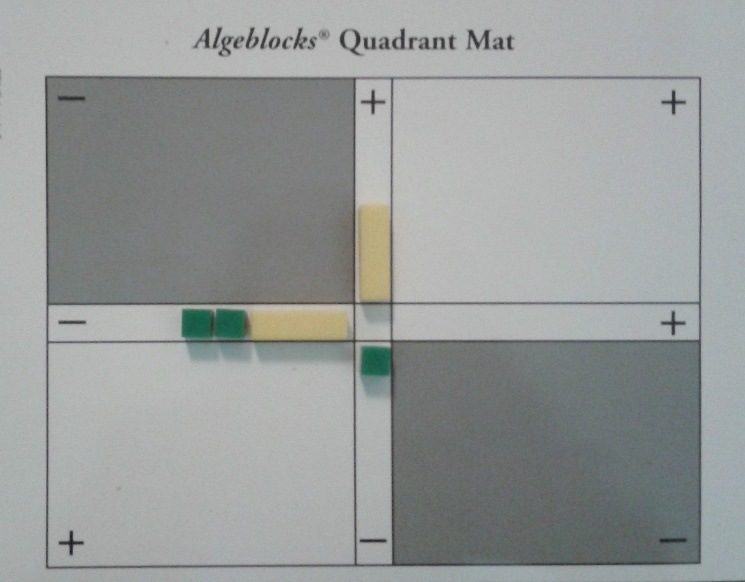 Algeblocks® Quadrant Mat
− + +
− +
+ − −